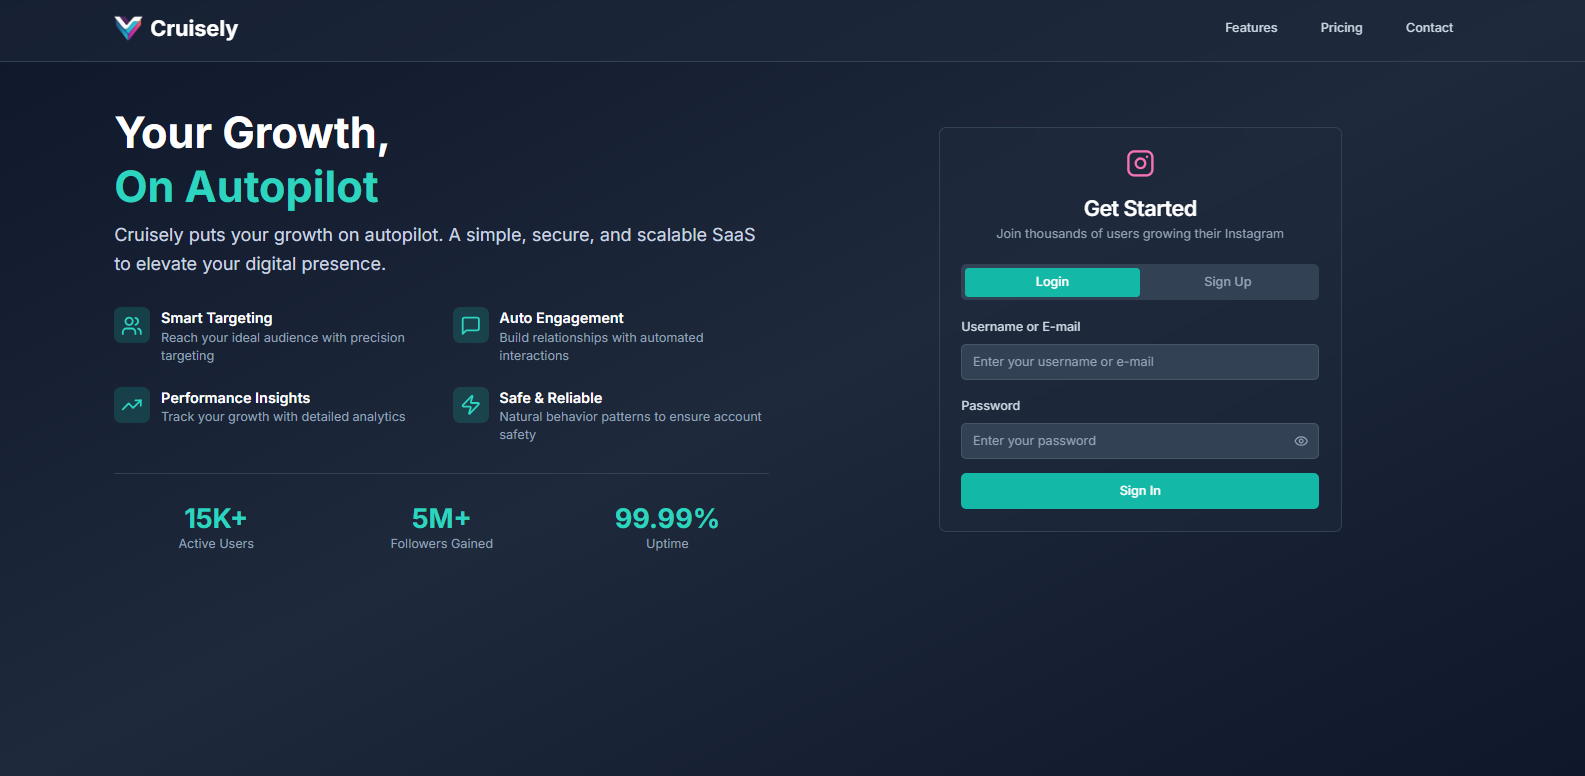 Cruisely
Features
Pricing
Contact
Your Growth,
On Autopilot
Cruisely puts your growth on autopilot. A simple, secure, and scalable SaaS
to elevate your digital presence.
Smart Targeting
Reach your ideal audience with precision
targeting
Auto Engagement
Build relationships with automated
interactions
Performance Insights
Track your growth with detailed analytics
Safe & Reliable
Natural behavior patterns to ensure account
safety
15K+
Active Users
5M+
Followers Gained
99.99%
Uptime
Get Started
Join thousands of users growing their Instagram
Login
Sign Up
Username or E-mail
Enter your username or e-mail
Password
Enter your password
Sign In